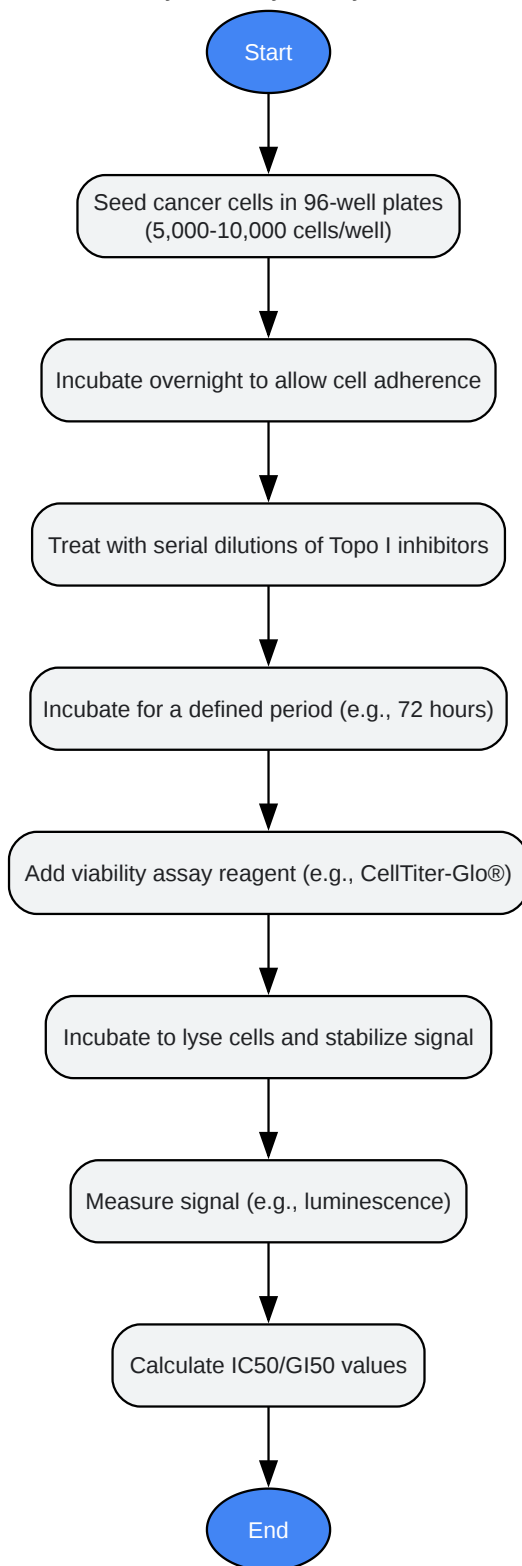 Start
Seed cancer cells in 96-well plates
(5,000-10,000 cells/well)
Incubate overnight to allow cell adherence
Treat with serial dilutions of Topo I inhibitors
Incubate for a defined period (e.g., 72 hours)
Add viability assay reagent (e.g., CellTiter-Glo®)
Incubate to lyse cells and stabilize signal
Measure signal (e.g., luminescence)
Calculate IC50/GI50 values
End